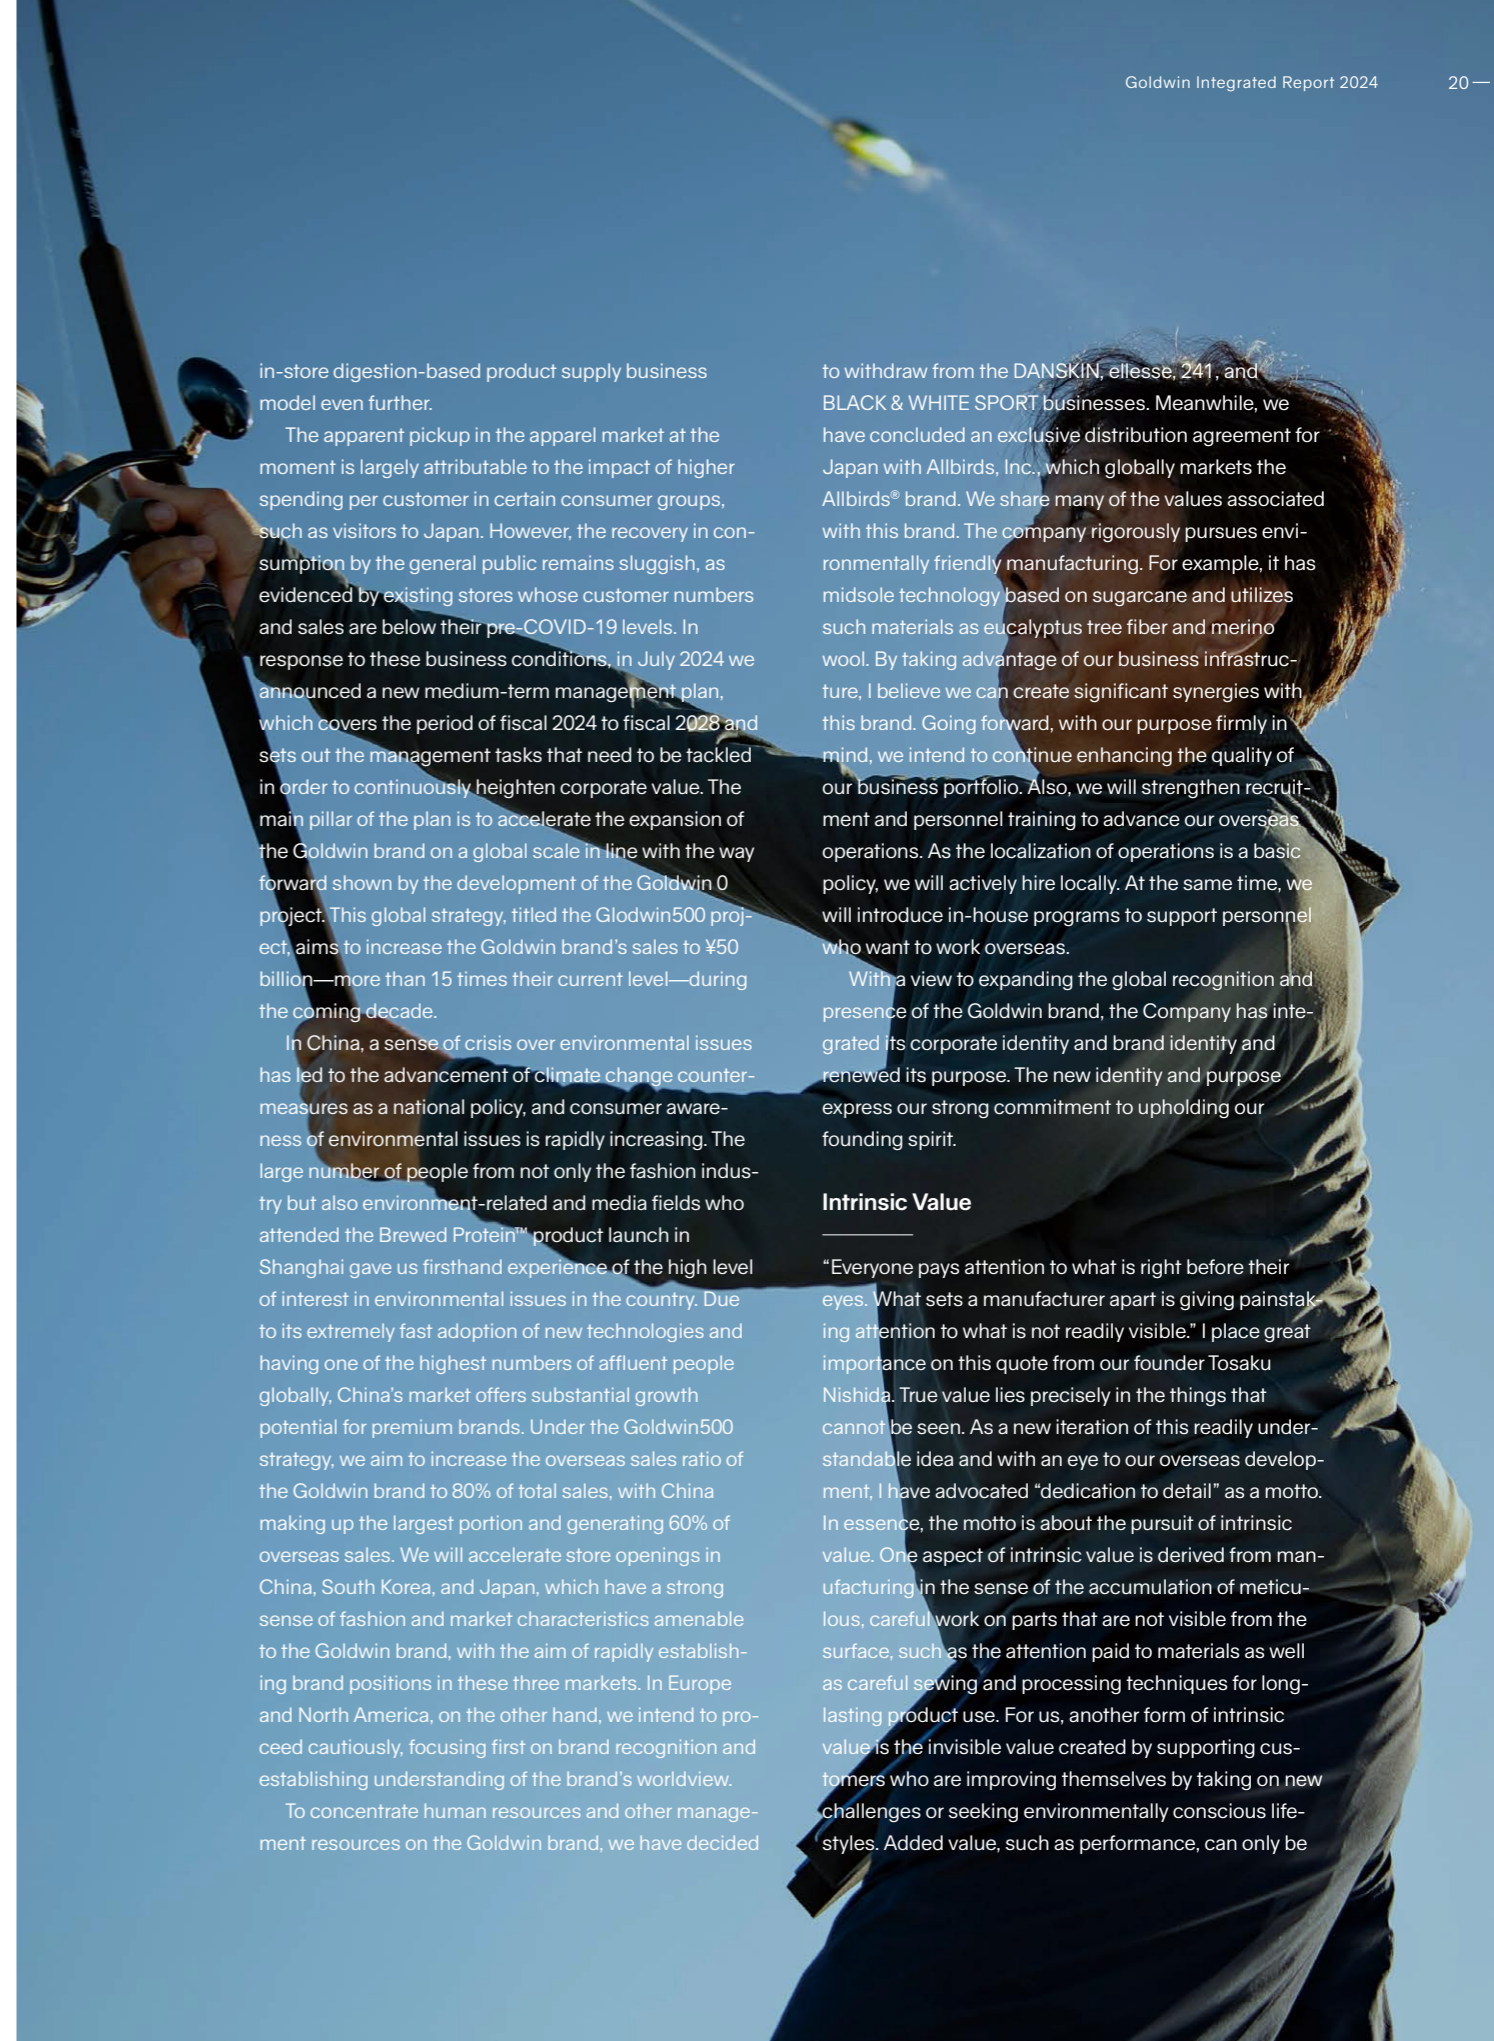 Goldwin Integrated Report 2024
20 —
in-store digestion-based product supply business
model even further.
The apparent pickup in the apparel market at the
moment is largely attributable to the impact of higher
spending per customer in certain consumer groups,
such as visitors to Japan. However, the recovery in con-
sumption by the general public remains sluggish, as
evidenced by existing stores whose customer numbers
and sales are below their pre-COVID-19 levels. In
response to these business conditions, in July 2024 we
announced a new medium-term management plan,
which covers the period of fiscal 2024 to fiscal 2028 and
sets out the management tasks that need to be tackled
in order to continuously heighten corporate value. The
main pillar of the plan is to accelerate the expansion of
the Goldwin brand on a global scale in line with the way
forward shown by the development of the Goldwin 0
project. This global strategy, titled the Glodwin500 proj-
ect, aims to increase the Goldwin brand's sales to ¥50
billion—more than 15 times their current level—during
the coming decade.
In China, a sense of crisis over environmental issues
has led to the advancement of climate change counter-
measures as a national policy, and consumer aware-
ness of environmental issues is rapidly increasing. The
large number of people from not only the fashion indus-
try but also environment-related and media fields who
attended the Brewed Protein™ product launch in
Shanghai gave us firsthand experience of the high level
of interest in environmental issues in the country. Due
to its extremely fast adoption of new technologies and
having one of the highest numbers of affluent people
globally, China's market offers substantial growth
potential for premium brands. Under the Goldwin500
strategy, we aim to increase the overseas sales ratio of
the Goldwin brand to 80% of total sales, with China
making up the largest portion and generating 60% of
overseas sales. We will accelerate store openings in
China, South Korea, and Japan, which have a strong
sense of fashion and market characteristics amenable
to the Goldwin brand, with the aim of rapidly establish-
ing brand positions in these three markets. In Europe
and North America, on the other hand, we intend to pro-
ceed cautiously, focusing first on brand recognition and
establishing understanding of the brand's worldview.
To concentrate human resources and other manage-
ment resources on the Goldwin brand, we have decided
to withdraw from the DANSKIN, ellesse, 241, and
BLACK & WHITE SPORT businesses. Meanwhile, we
have concluded an exclusive distribution agreement for
Japan with Allbirds, Inc., which globally markets the
Allbirds® brand. We share many of the values associated
with this brand. The company rigorously pursues envi-
ronmentally friendly manufacturing. For example, it has
midsole technology based on sugarcane and utilizes
such materials as eucalyptus tree fiber and merino
wool. By taking advantage of our business infrastruc-
ture, I believe we can create significant synergies with
this brand. Going forward, with our purpose firmly in
mind, we intend to continue enhancing the quality of
our business portfolio. Also, we will strengthen recruit-
ment and personnel training to advance our overseas
operations. As the localization of operations is a basic
policy, we will actively hire locally. At the same time, we
will introduce in-house programs to support personnel
who want to work overseas.
With a view to expanding the global recognition and
presence of the Goldwin brand, the Company has inte-
grated its corporate identity and brand identity and
renewed its purpose. The new identity and purpose
express our strong commitment to upholding our
founding spirit.
Intrinsic Value
“Everyone pays attention to what is right before their
eyes. What sets a manufacturer apart is giving painstak-
ing attention to what is not readily visible.” I place great
importance on this quote from our founder Tosaku
Nishida. True value lies precisely in the things that
cannot be seen. As a new iteration of this readily under-
standable idea and with an eye to our overseas develop-
ment, I have advocated “dedication to detail” as a motto.
In essence, the motto is about the pursuit of intrinsic
value. One aspect of intrinsic value is derived from man-
ufacturing in the sense of the accumulation of meticu-
lous, careful work on parts that are not visible from the
surface, such as the attention paid to materials as well
as careful sewing and processing techniques for long-
lasting product use. For us, another form of intrinsic
value is the invisible value created by supporting cus-
tomers who are improving themselves by taking on new
challenges or seeking environmentally conscious life-
styles. Added value, such as performance, can only be